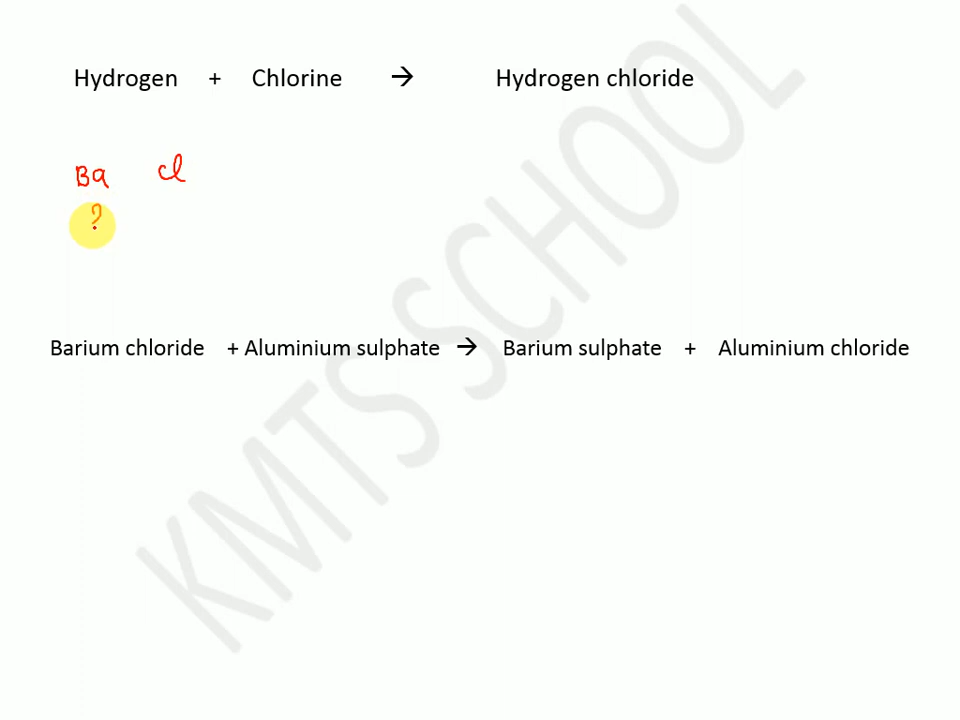 Hydrogen + Chlorine → Hydrogen chloride
Ba Cl
?
Barium chloride + Aluminium sulphate → Barium sulphate + Aluminium chloride
KMTS SCHOOL